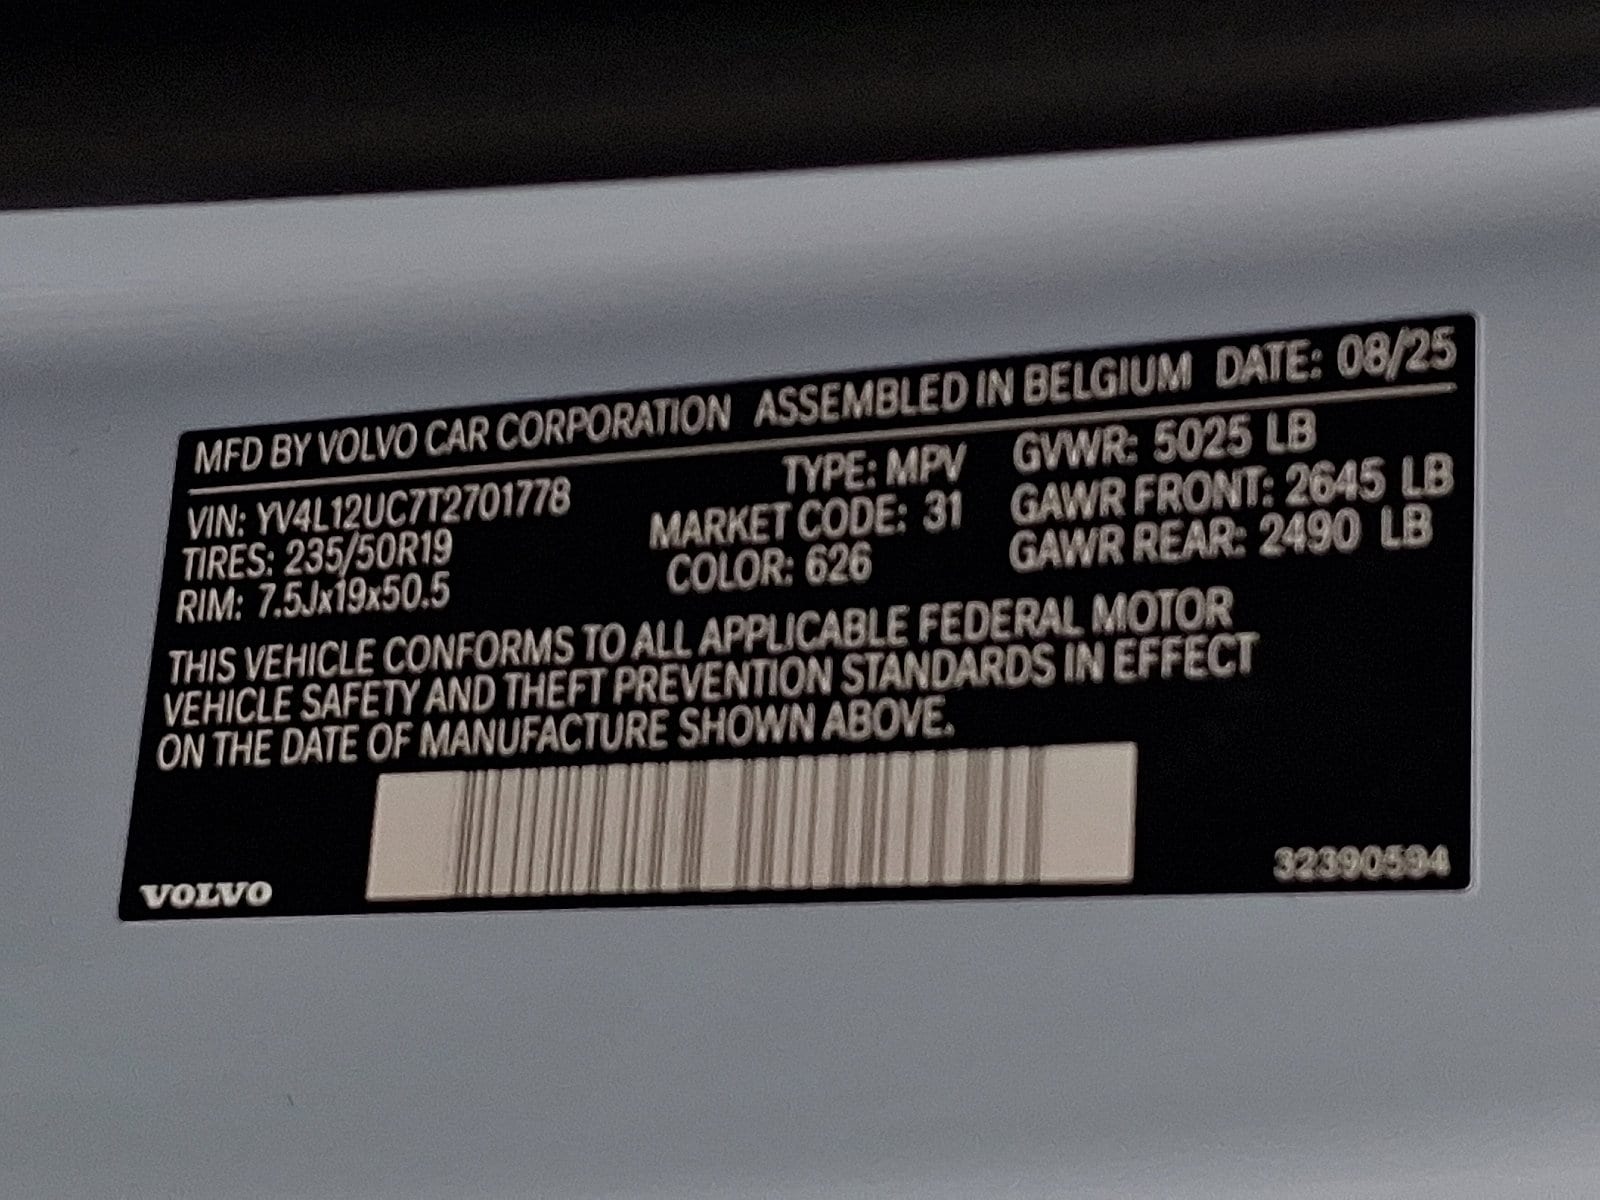 MFD BY VOLVO CAR CORPORATION ASSEMBLED IN BELGIUM DATE: 08/25
VIN: YV4L12UC7T2701778 TYPE: MPV GVWR: 5025 LB
TIRES: 235/50R19 MARKET CODE: 31 GAWR FRONT: 2645 LB
RIM: 7.5Jx19x50.5 COLOR: 626 GAWR REAR: 2490 LB
THIS VEHICLE CONFORMS TO ALL APPLICABLE FEDERAL MOTOR
VEHICLE SAFETY AND THEFT PREVENTION STANDARDS IN EFFECT
ON THE DATE OF MANUFACTURE SHOWN ABOVE.
VOLVO 32390594